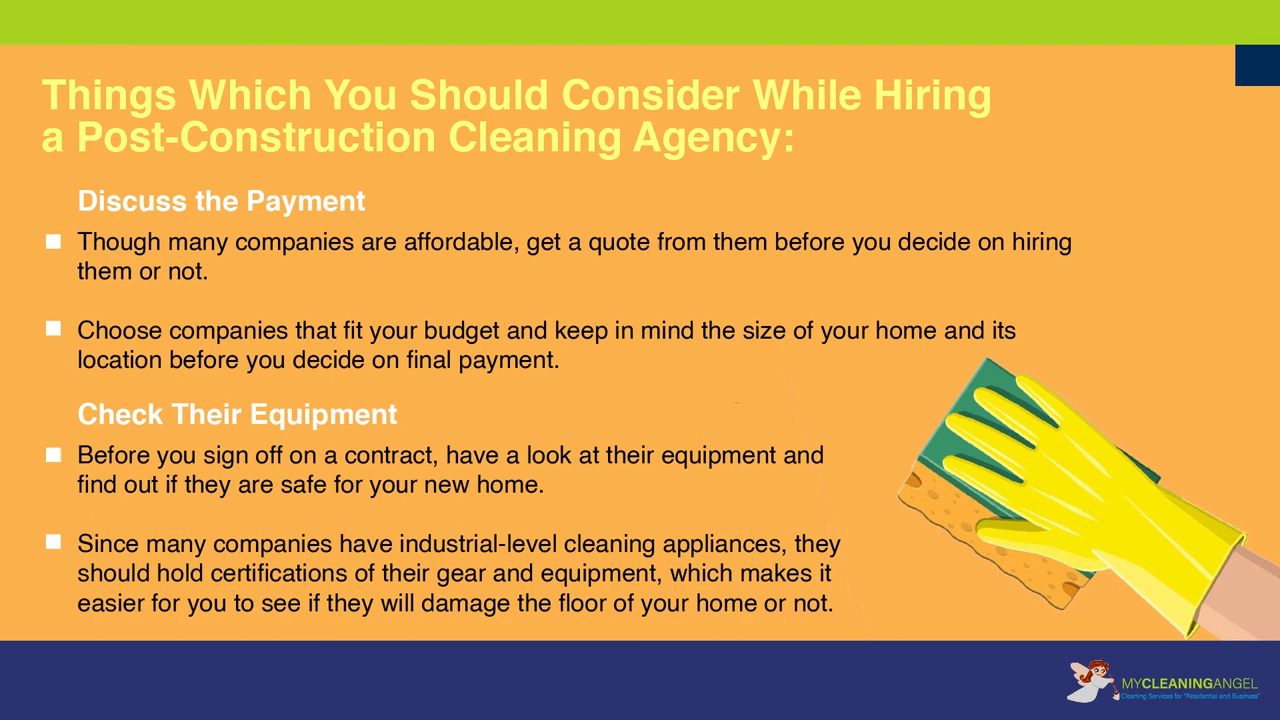 Things Which You Should Consider While Hiring
a Post-Construction Cleaning Agency:
Discuss the Payment
Though many companies are affordable, get a quote from them before you decide on hiring
them or not.
Choose companies that fit your budget and keep in mind the size of your home and its
location before you decide on final payment.
Check Their Equipment
Before you sign off on a contract, have a look at their equipment and
find out if they are safe for your new home.
Since many companies have industrial-level cleaning appliances, they
should hold certifications of their gear and equipment, which makes it
easier for you to see if they will damage the floor of your home or not.
MYCLEANINGANGEL
Cleaning Services for "Residential and Business"